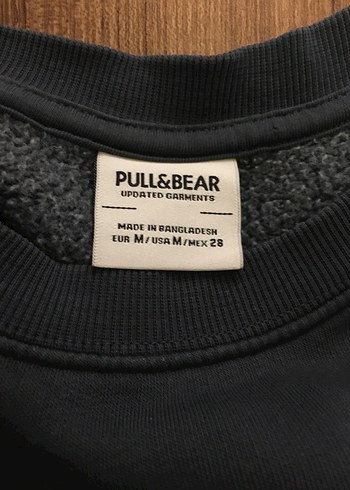 PULL&BEAR
UPDATED GARMENTS
MADE IN BANGLADESH
EUR M / USA M / MEX 28